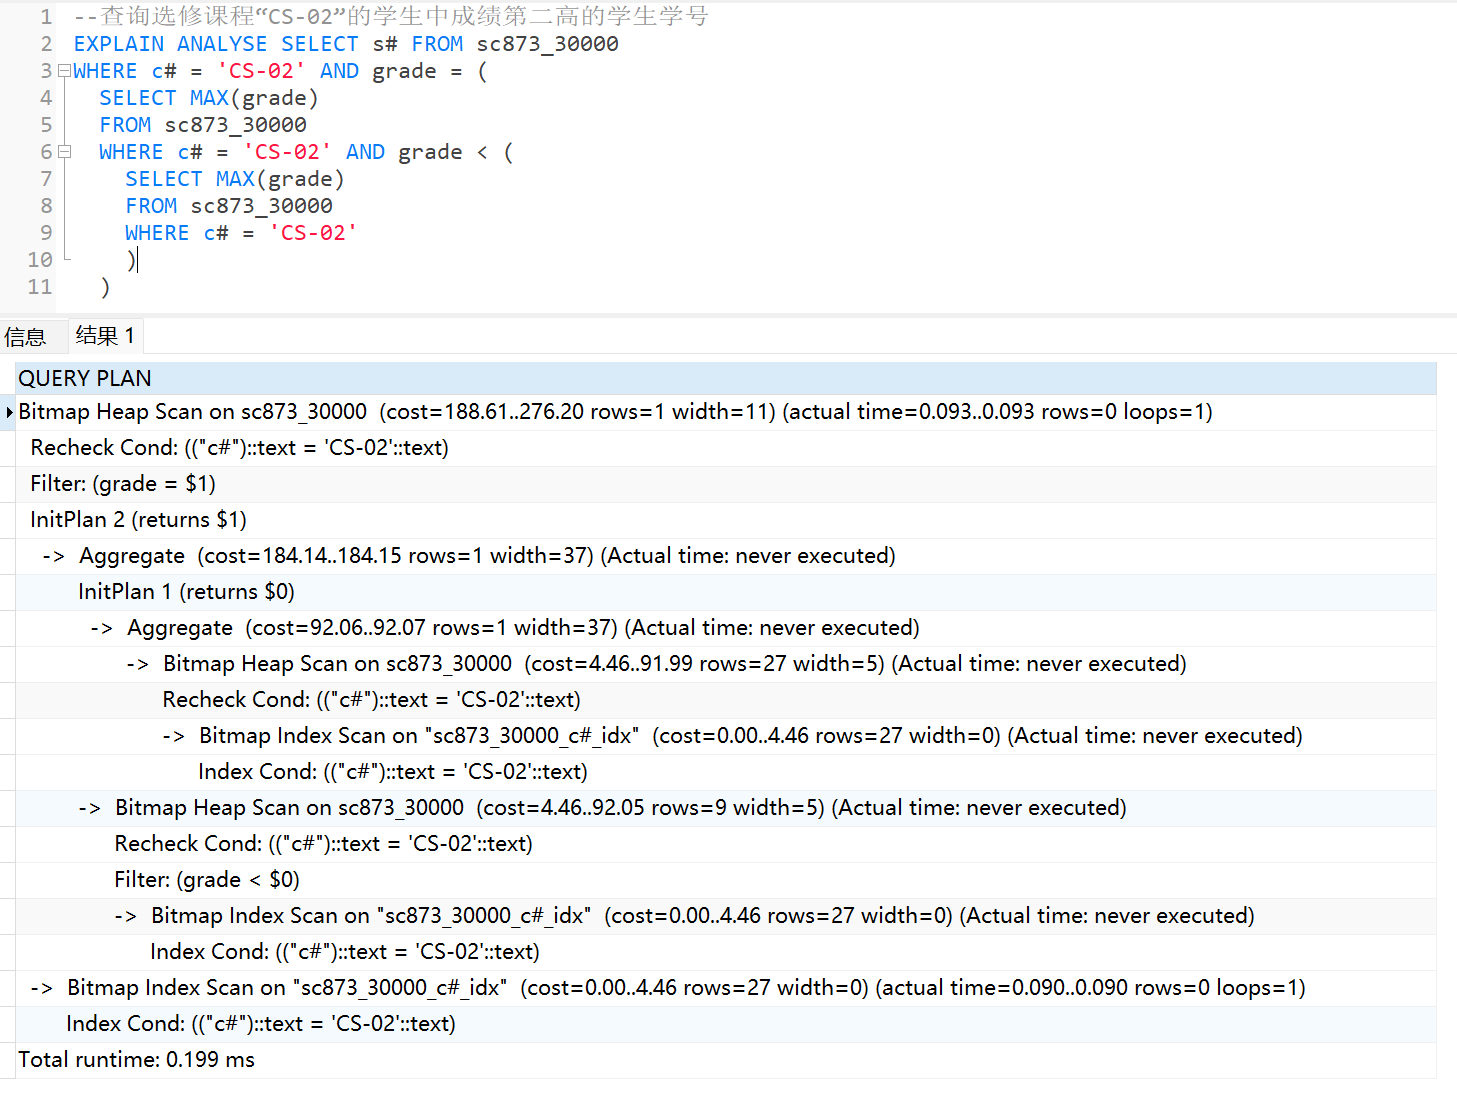 1 --查询选修课程“CS-02”的学生中成绩第二高的学生学号
2 EXPLAIN ANALYSE SELECT s# FROM sc873_30000
3 WHERE c# = 'CS-02' AND grade = (
4 SELECT MAX(grade)
5 FROM sc873_30000
6 WHERE c# = 'CS-02' AND grade < (
7 SELECT MAX(grade)
8 FROM sc873_30000
9 WHERE c# = 'CS-02'
10 )
11 )
信息 结果 1
QUERY PLAN
Bitmap Heap Scan on sc873_30000 (cost=188.61..276.20 rows=1 width=11) (actual time=0.093..0.093 rows=0 loops=1)
Recheck Cond: (("c#")::text = 'CS-02'::text)
Filter: (grade = $1)
InitPlan 2 (returns $1)
-> Aggregate (cost=184.14..184.15 rows=1 width=37) (Actual time: never executed)
InitPlan 1 (returns $0)
-> Aggregate (cost=92.06..92.07 rows=1 width=37) (Actual time: never executed)
-> Bitmap Heap Scan on sc873_30000 (cost=4.46..91.99 rows=27 width=5) (Actual time: never executed)
Recheck Cond: (("c#")::text = 'CS-02'::text)
-> Bitmap Index Scan on "sc873_30000_c#_idx" (cost=0.00..4.46 rows=27 width=0) (Actual time: never executed)
Index Cond: (("c#")::text = 'CS-02'::text)
-> Bitmap Heap Scan on sc873_30000 (cost=4.46..92.05 rows=9 width=5) (Actual time: never executed)
Recheck Cond: (("c#")::text = 'CS-02'::text)
Filter: (grade < $0)
-> Bitmap Index Scan on "sc873_30000_c#_idx" (cost=0.00..4.46 rows=27 width=0) (Actual time: never executed)
Index Cond: (("c#")::text = 'CS-02'::text)
-> Bitmap Index Scan on "sc873_30000_c#_idx" (cost=0.00..4.46 rows=27 width=0) (actual time=0.090..0.090 rows=0 loops=1)
Index Cond: (("c#")::text = 'CS-02'::text)
Total runtime: 0.199 ms